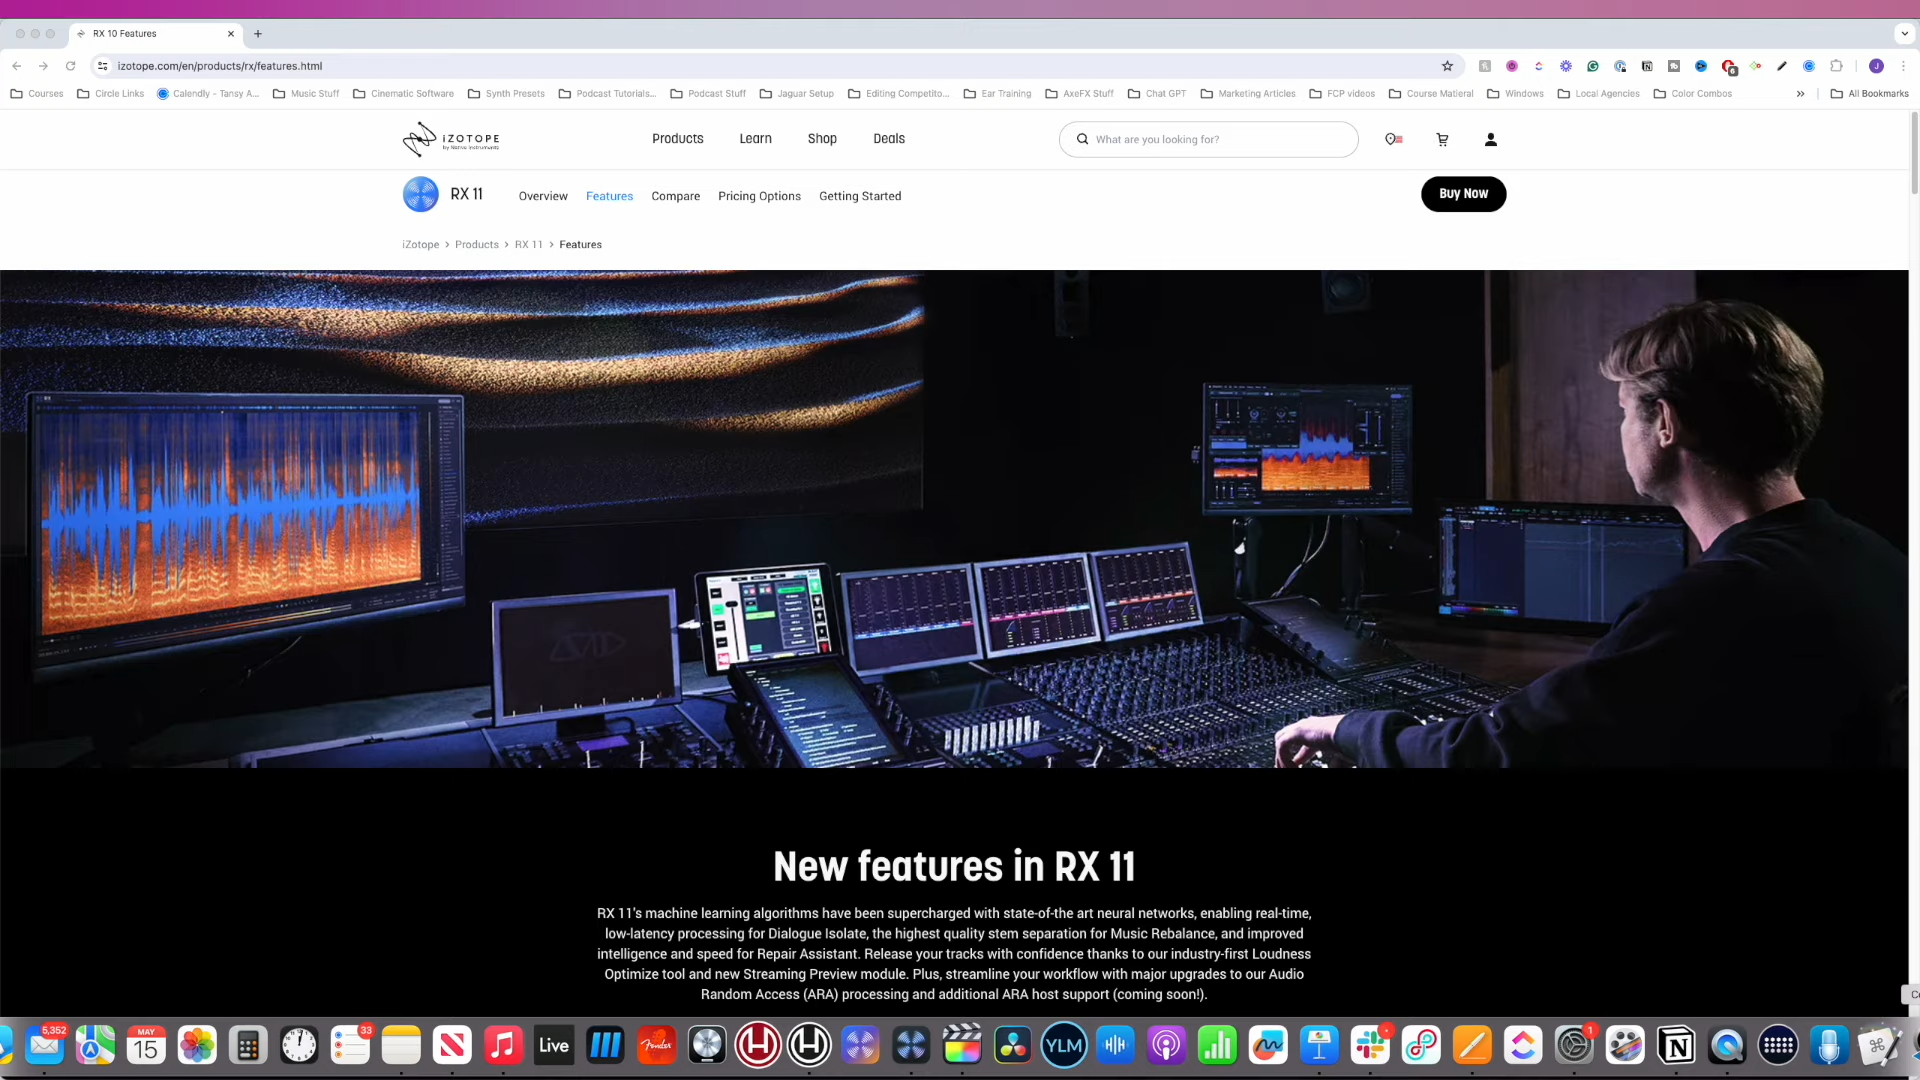 RX 10 Features
izotope.com/en/products/rx/features.html
Courses
Circle Links
Calendly - Tansy A...
Music Stuff
Cinematic Software
Synth Presets
Podcast Tutorials...
Podcast Stuff
Jaguar Setup
Editing Competito...
Ear Training
AxeFX Stuff
Chat GPT
Marketing Articles
FCP videos
Course Matieral
Windows
Local Agencies
Color Combos
All Bookmarks
iZOTOPE
by Native Instruments
Products
Learn
Shop
Deals
What are you looking for?
RX 11
Overview
Features
Compare
Pricing Options
Getting Started
Buy Now
iZotope > Products > RX 11 > Features
AVID
New features in RX 11
RX 11's machine learning algorithms have been supercharged with state-of-the art neural networks, enabling real-time,
low-latency processing for Dialogue Isolate, the highest quality stem separation for Music Rebalance, and improved
intelligence and speed for Repair Assistant. Release your tracks with confidence thanks to our industry-first Loudness
Optimize tool and new Streaming Preview module. Plus, streamline your workflow with major upgrades to our Audio
Random Access (ARA) processing and additional ARA host support (coming soon!).
5,352
MAY
15
33
Live
Fender
H
H
YLM
1
N